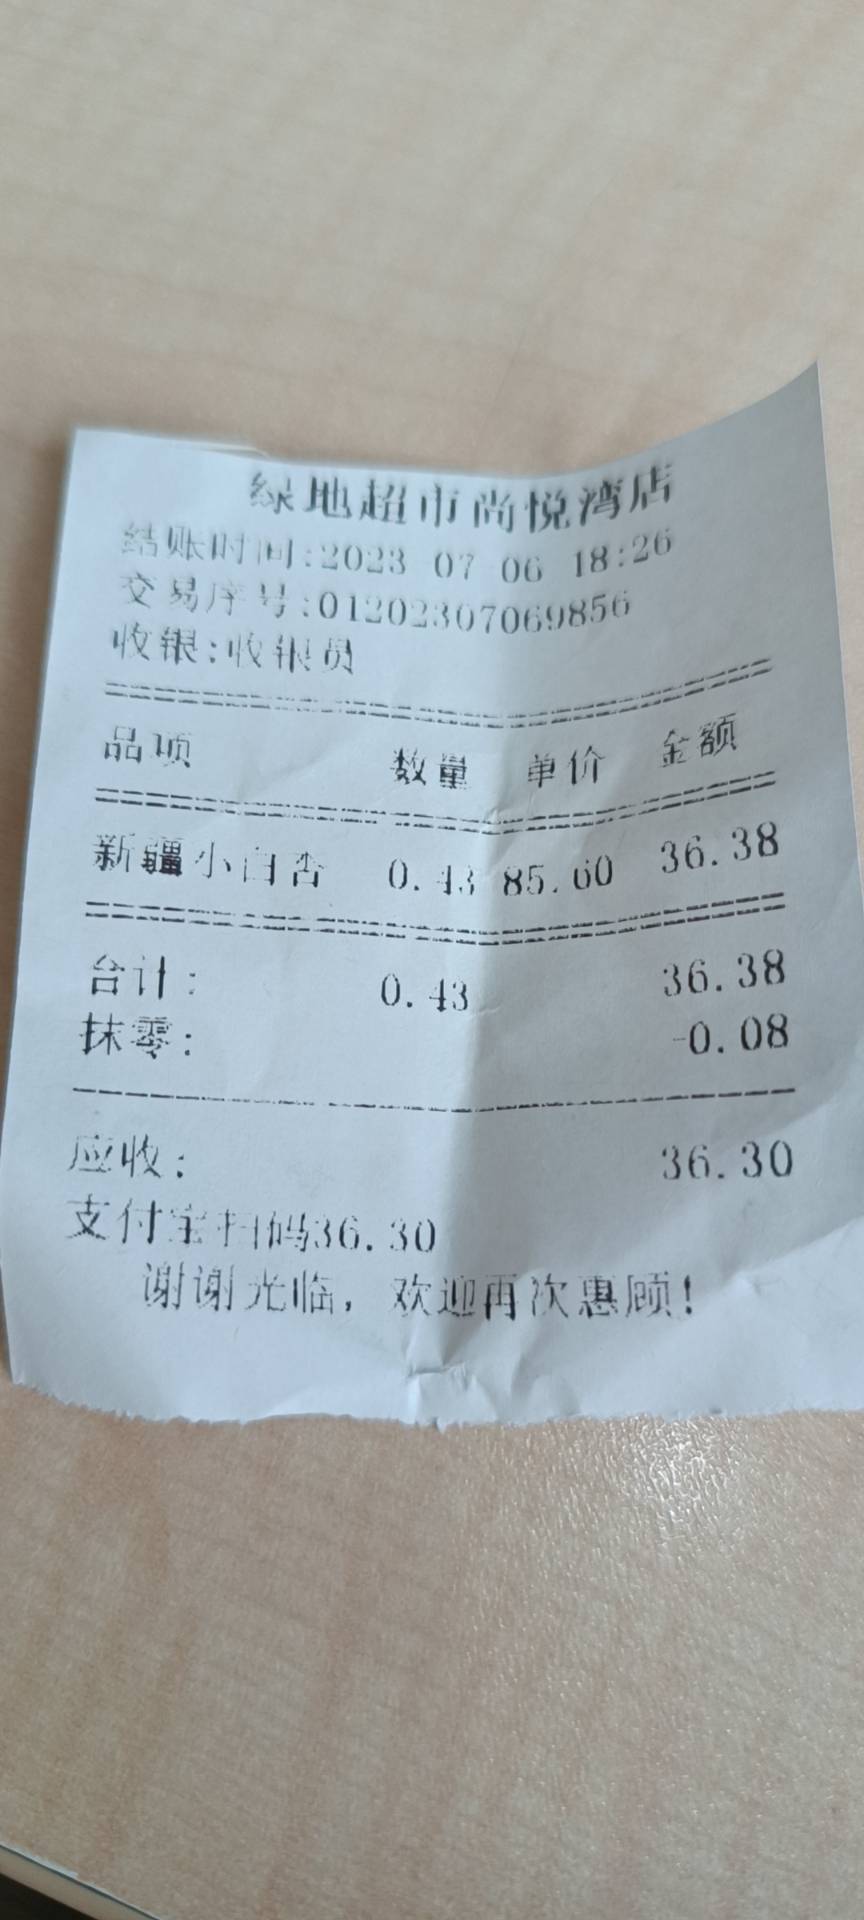 绿地超市尚悦湾店
结账时间:2023 07 06 18:26
交易序号:01202307069856
收银:收银员
品项 数量 单价 金额
新疆小白杏 0.43 85.60 36.38
合计: 0.43 36.38
抹零: -0.08
应收: 36.30
支付宝扫码36.30
谢谢光临，欢迎再次惠顾!